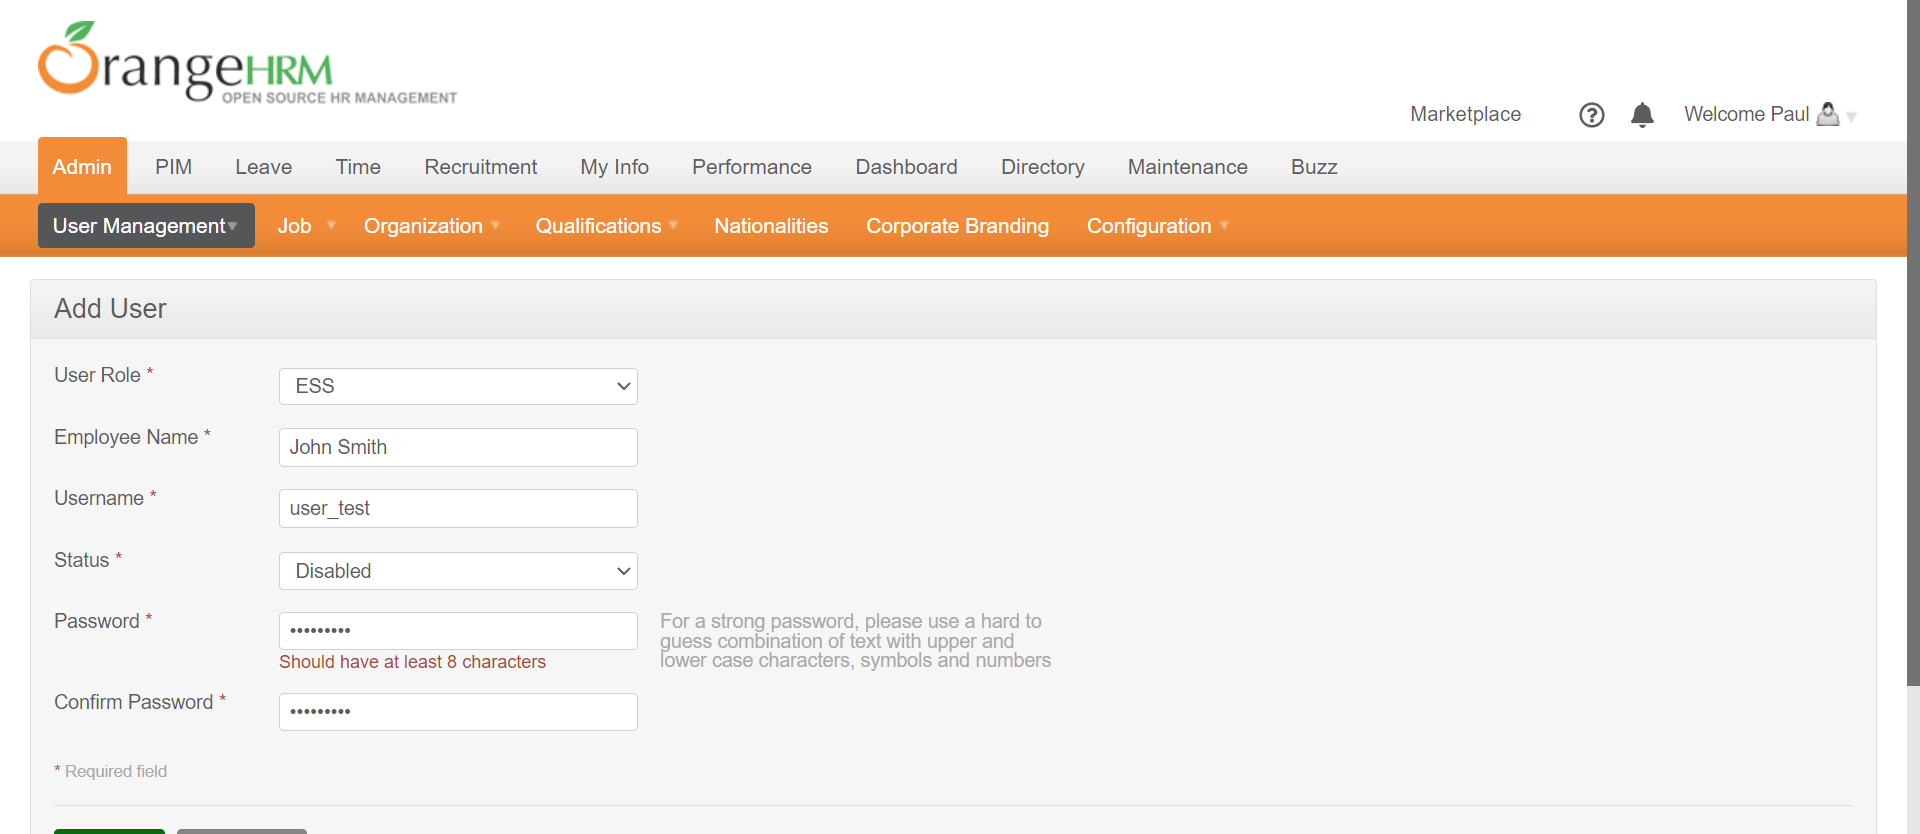 OrangeHRM
OPEN SOURCE HR MANAGEMENT
Marketplace ? Welcome Paul
Admin PIM Leave Time Recruitment My Info Performance Dashboard Directory Maintenance Buzz
User Management Job Organization Qualifications Nationalities Corporate Branding Configuration
Add User
User Role * ESS
Employee Name * John Smith
Username * user_test
Status * Disabled
Password * •••••••••
Should have at least 8 characters
For a strong password, please use a hard to
guess combination of text with upper and
lower case characters, symbols and numbers
Confirm Password * •••••••••
* Required field